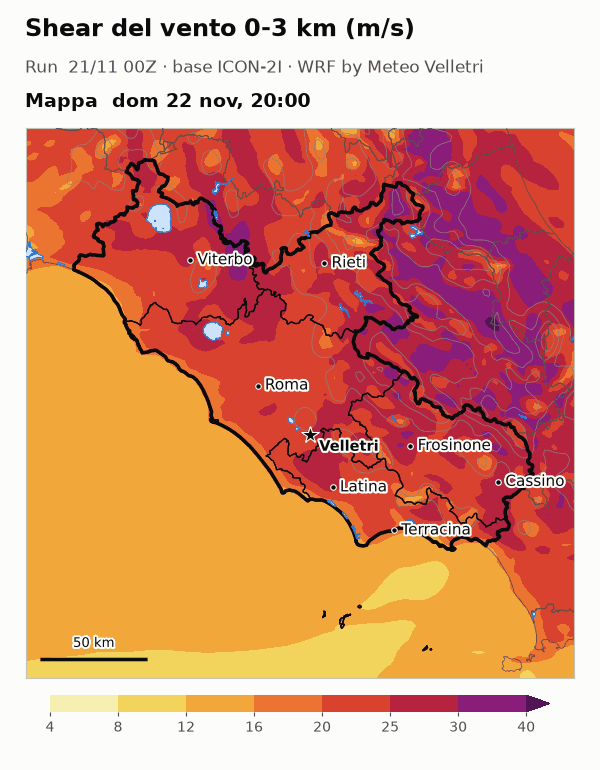 Shear del vento 0-3 km (m/s)
Run 21/11 00Z · base ICON-2I · WRF by Meteo Velletri
Mappa dom 22 nov, 20:00
Viterbo
Rieti
Roma
Velletri
Frosinone
Latina
Cassino
Terracina
50 km
4 8 12 16 20 25 30 40